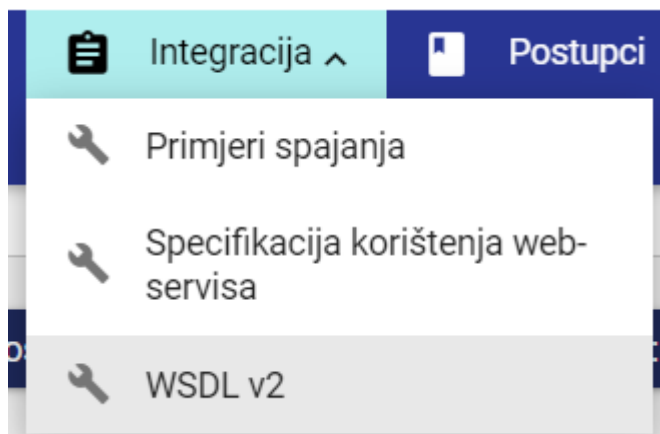 Integracija
Postupci
Primjeri spajanja
Specifikacija korištenja web-
servisa
WSDL v2